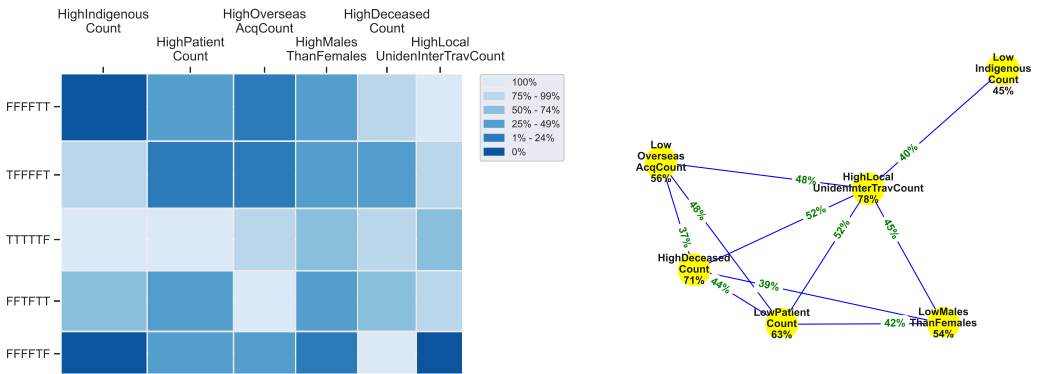 HighIndigenous
Count
HighPatient
Count
HighOverseas
AcqCount
HighMales
ThanFemales
HighDeceased
Count
HighLocal
UnidenInterTravCount
FFFFTT
TFFFFT
TTTTTF
FFTFTT
FFFFTF
100%
75% - 99%
50% - 74%
25% - 49%
1% - 24%
0%
Low
Indigenous
Count
45%
40%
Low
Overseas
AcqCount
56%
48%
HighLocal
UnidenInterTravCount
78%
48%
52%
52%
45%
37%
HighDeceased
Count
71%
44%
39%
LowPatient
Count
63%
42%
LowMales
ThanFemales
54%